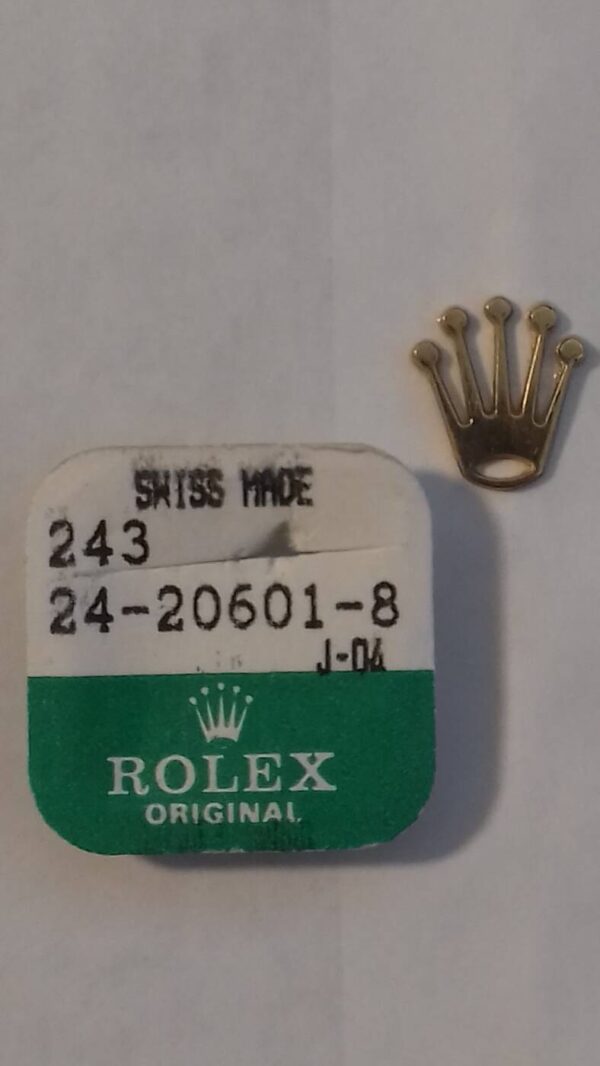 SWISS MADE
243
24-20601-8
J-04
ROLEX
ORIGINAL